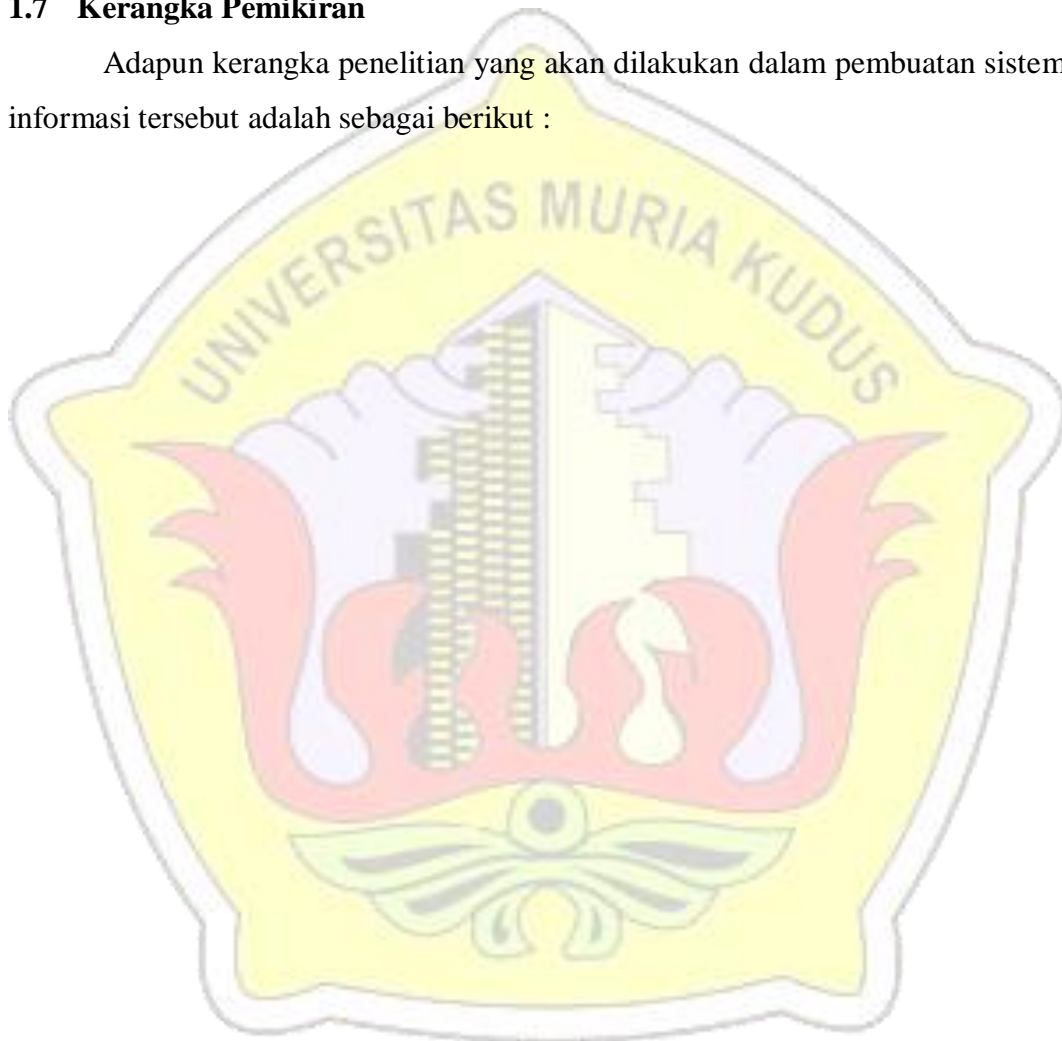 1.7 Kerangka Pemikiran
Adapun kerangka penelitian yang akan dilakukan dalam pembuatan sistem
informasi tersebut adalah sebagai berikut :
UNIVERSITAS MURIA KUDUS